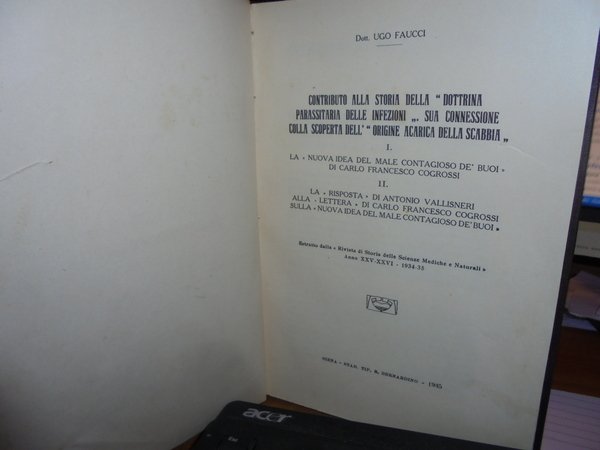 Dott. UGO FAUCCI
CONTRIBUTO ALLA STORIA DELLA “ DOTTRINA
PARASSITARIA DELLE INFEZIONI „. SUA CONNESSIONE
COLLA SCOPERTA DELL’ “ ORIGINE ACARICA DELLA SCABBIA „
I.
LA « NUOVA IDEA DEL MALE CONTAGIOSO DE’ BUOI »
DI CARLO FRANCESCO COGROSSI
II.
LA « RISPOSTA » DI ANTONIO VALLISNERI
ALLA « LETTERA » DI CARLO FRANCESCO COGROSSI
SULLA « NUOVA IDEA DEL MALE CONTAGIOSO DE’ BUOI »
Estratto dalla « Rivista di Storia delle Scienze Mediche e Naturali »
Anno XXV-XXVI - 1934-35
SIENA - STAB. TIP. S. BERNARDINO - 1935
acer
Esc